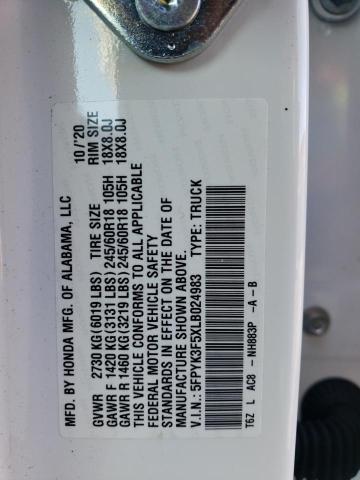 MFD. BY HONDA MFG. OF ALABAMA, LLC 10/'20
GVWR 2730 KG(6019 LBS) TIRE SIZE RIM SIZE
GAWR F 1420 KG(3131 LBS) 245/60R18 105H 18X8.0J
GAWR R 1460 KG(3219 LBS) 245/60R18 105H 18X8.0J
THIS VEHICLE CONFORMS TO ALL APPLICABLE
FEDERAL MOTOR VEHICLE SAFETY
STANDARDS IN EFFECT ON THE DATE OF
MANUFACTURE SHOWN ABOVE.
V.I.N.: 5FPYK3F5XLB024983 TYPE: TRUCK
T6Z L AC8 - NH883P -A -B